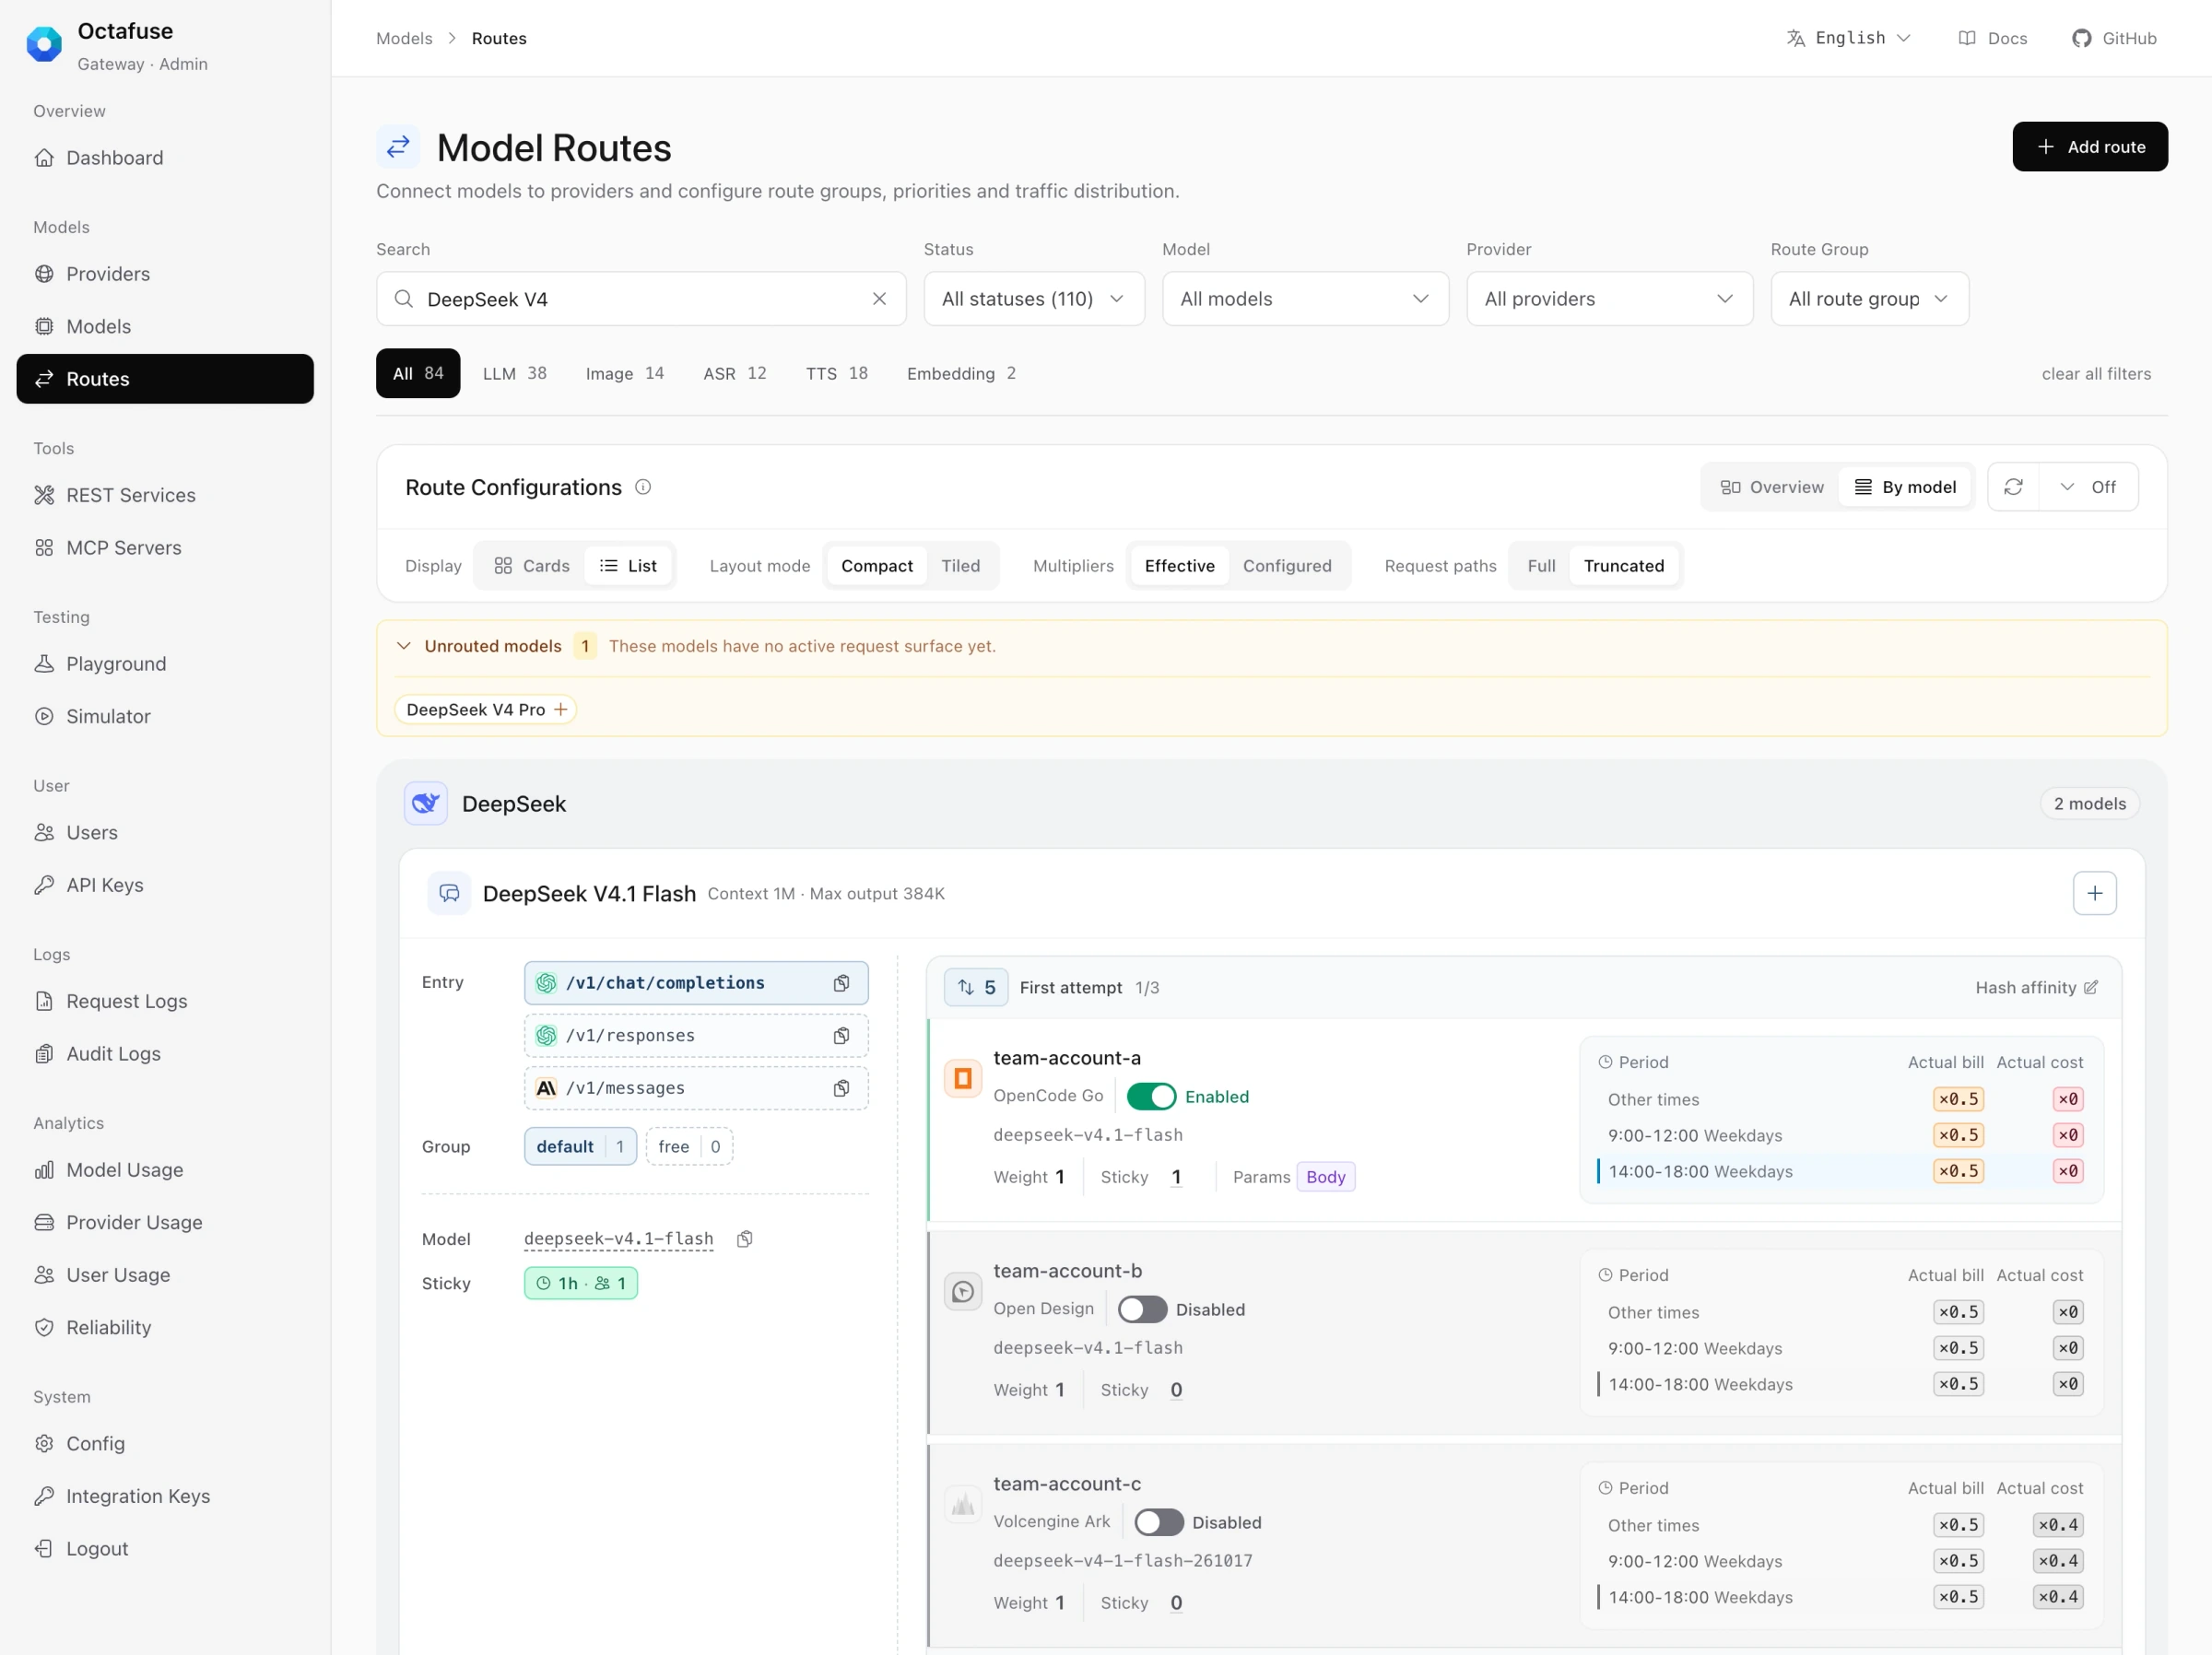 Octafuse
Gateway · Admin
Overview
Dashboard
Models
Providers
Models
Routes
Tools
REST Services
MCP Servers
Testing
Playground
Simulator
User
Users
API Keys
Logs
Request Logs
Audit Logs
Analytics
Model Usage
Provider Usage
User Usage
Reliability
System
Config
Integration Keys
Logout
Models > Routes
English
Docs
GitHub
Model Routes
Add route
Connect models to providers and configure route groups, priorities and traffic distribution.
Search Status Model Provider Route Group
DeepSeek V4 All statuses (110) All models All providers All route group
All 84 LLM 38 Image 14 ASR 12 TTS 18 Embedding 2 clear all filters
Route Configurations Overview By model Off
Display Cards List Layout mode Compact Tiled Multipliers Effective Configured Request paths Full Truncated
Unrouted models 1 These models have no active request surface yet.
DeepSeek V4 Pro +
DeepSeek 2 models
DeepSeek V4.1 Flash Context 1M · Max output 384K
Entry
/v1/chat/completions
/v1/responses
/v1/messages
Group default 1 free 0
Model deepseek-v4.1-flash
Sticky 1h · 1
5 First attempt 1/3 Hash affinity
team-account-a
OpenCode Go Enabled
deepseek-v4.1-flash
Weight 1 Sticky 1 Params Body
Period Actual bill Actual cost
Other times ×0.5 ×0
9:00-12:00 Weekdays ×0.5 ×0
14:00-18:00 Weekdays ×0.5 ×0
team-account-b
Open Design Disabled
deepseek-v4.1-flash
Weight 1 Sticky 0
Period Actual bill Actual cost
Other times ×0.5 ×0
9:00-12:00 Weekdays ×0.5 ×0
14:00-18:00 Weekdays ×0.5 ×0
team-account-c
Volcengine Ark Disabled
deepseek-v4-1-flash-261017
Weight 1 Sticky 0
Period Actual bill Actual cost
Other times ×0.5 ×0.4
9:00-12:00 Weekdays ×0.5 ×0.4
14:00-18:00 Weekdays ×0.5 ×0.4